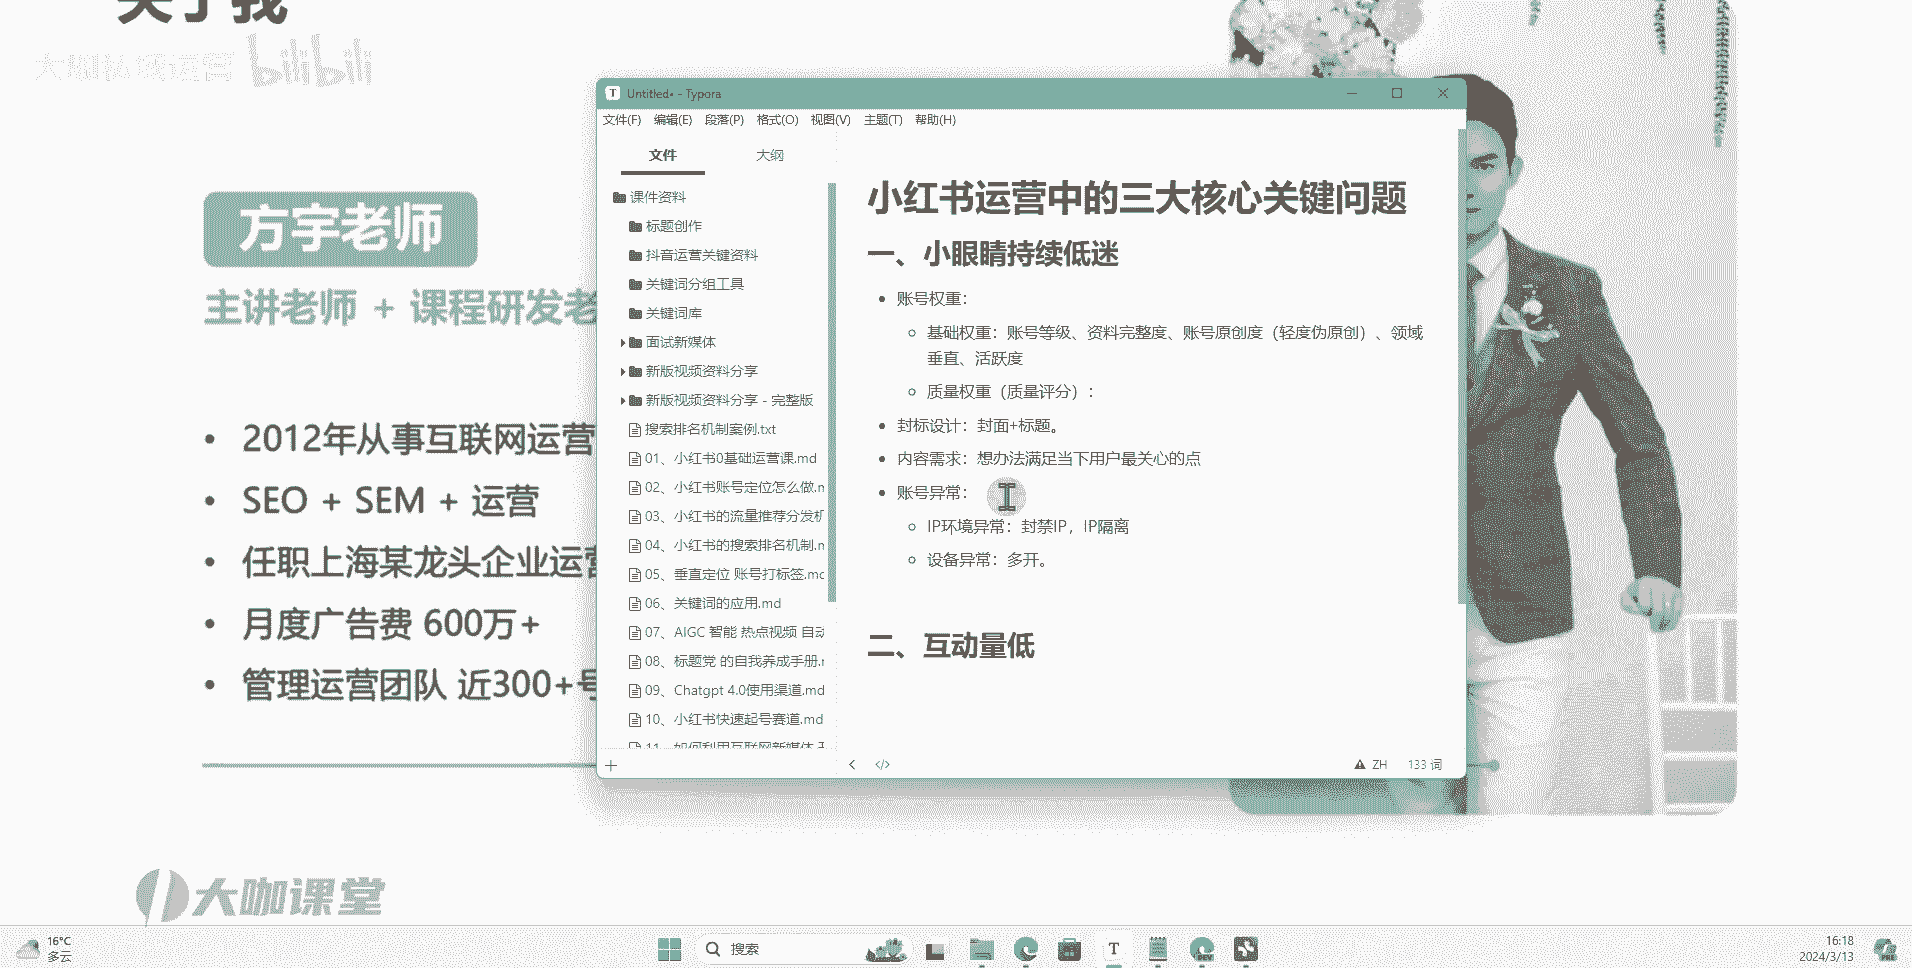 关于我
大咖私域运营 bilibili
方宇老师
主讲老师 + 课程研发老
2012年从事互联网运营
SEO + SEM + 运营
任职上海某龙头企业运营
月度广告费 600万+
管理运营团队 近300+号
大咖课堂
Untitled• - Typora
文件(F) 编辑(E) 段落(P) 格式(O) 视图(V) 主题(T) 帮助(H)
文件 大纲
课件资料
标题创作
抖音运营关键资料
关键词分组工具
关键词库
面试新媒体
新版视频资料分享
新版视频资料分享 - 完整版
搜索排名机制案例.txt
01、小红书0基础运营课.md
02、小红书账号定位怎么做.m
03、小红书的流量推荐分发机
04、小红书的搜索排名机制.m
05、垂直定位 账号打标签.md
06、关键词的应用.md
07、AIGC 智能 热点视频 自动
08、标题党 的自我养成手册.m
09、Chatgpt 4.0使用渠道.md
10、小红书快速起号赛道.md
11、如何利用互联网新媒体
小红书运营中的三大核心关键问题
一、小眼睛持续低迷
账号权重：
基础权重：账号等级、资料完整度、账号原创度（轻度伪原创）、领域
垂直、活跃度
质量权重（质量评分）：
封标设计：封面+标题。
内容需求：想办法满足当下用户最关心的点
账号异常：
IP环境异常：封禁IP，IP隔离
设备异常：多开。
二、互动量低
ZH 133 词
16°C
多云
搜索
16:18
2024/3/13